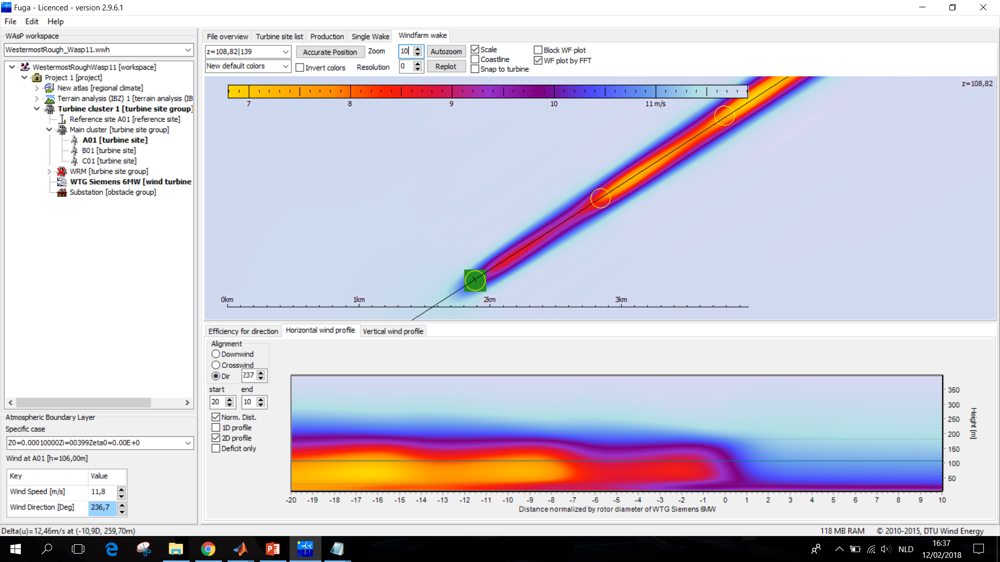 Fuga - Licenced - version 2.9.6.1
File Edit Help
WAsP workspace
WestermostRough_Wasp11.wwh
WestermostRoughWasp11 [workspace]
Project 1 [project]
New atlas [regional climate]
Terrain analysis (IBZ) 1 [terrain analysis (IB
Turbine cluster 1 [turbine site group]
Reference site A01 [reference site]
Main cluster [turbine site group]
A01 [turbine site]
B01 [turbine site]
C01 [turbine site]
WRM [turbine site group]
WTG Siemens 6MW [wind turbine
Substation [obstacle group]
Atmospheric Boundary Layer
Specific case
Z0=0.00010000Zi=00399Zeta0=0.00E+0
Wind at A01 [h=106,00m]
Key Value
Wind Speed [m/s] 11,8
Wind Direction [Deg] 236,7
File overview Turbine site list Production Single Wake Windfarm wake
z=108,82|139 Accurate Position Zoom 10 Autozoom Scale Block WF plot
Coastline WF plot by FFT
New default colors Invert colors Resolution 0 Replot Snap to turbine
z=108,82
7 8 9 10 11 m/s
0km 1km 2km 3km
Efficiency for direction Horizontal wind profile Vertical wind profile
Alignment
Downwind
Crosswind
Dir 237
start end
20 10
Norm. Dist.
1D profile
2D profile
Deficit only
350
300
250
200
150
100
50
Height [m]
-20 -19 -18 -17 -16 -15 -14 -13 -12 -11 -10 -9 -8 -7 -6 -5 -4 -3 -2 -1 0 1 2 3 4 5 6 7 8 9 10
Distance normalized by rotor diameter of WTG Siemens 6MW
Delta(u)=12,46m/s at (-10,9D, 259,70m) 118 MB RAM © 2010-2015, DTU Wind Energy
NLD 16:37
12/02/2018